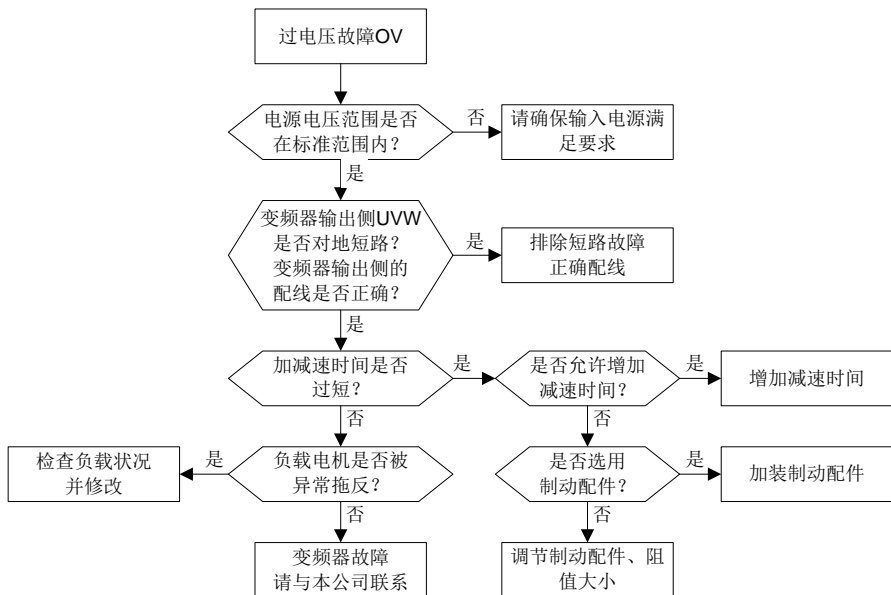 过电压故障OV
电源电压范围是否
在标准范围内？
否
请确保输入电源满
足要求
是
变频器输出侧UVW
是否对地短路？
变频器输出侧的
配线是否正确？
是
排除短路故障
正确配线
是
加减速时间是否
过短？
是
是否允许增加
减速时间？
是
增加减速时间
否
否
检查负载状况
并修改
是
负载电机是否被
异常拖反？
是否选用
制动配件？
是
加装制动配件
否
否
变频器故障
请与本公司联系
调节制动配件、阻
值大小